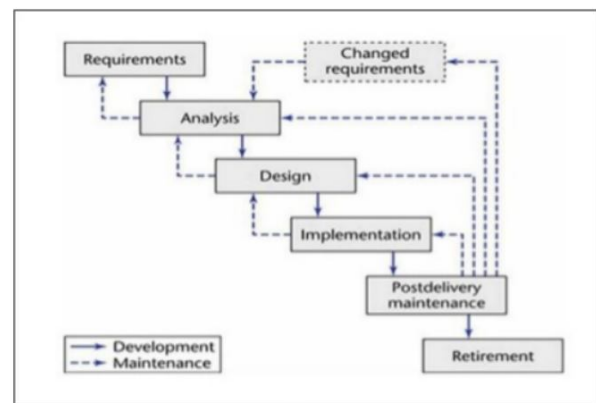 Requirements
Changed
requirements
Analysis
Design
Implementation
Postdelivery
maintenance
Retirement
Development
Maintenance